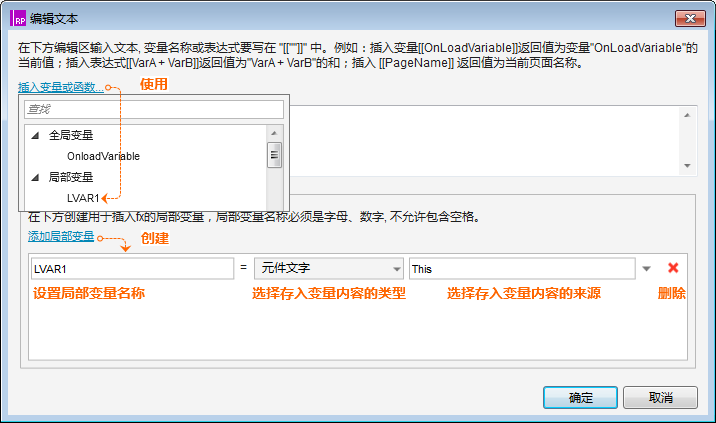 RP 编辑文本
在下方编辑区输入文本, 变量名称或表达式要写在 "[[""]]" 中。例如：插入变量[[OnLoadVariable]]返回值为变量"OnLoadVariable"的
当前值；插入表达式[[VarA + VarB]]返回值为"VarA + VarB"的和；插入 [[PageName]] 返回值为当前页面名称。
插入变量或函数... 使用
查找
全局变量
OnloadVariable
局部变量
LVAR1
在下方创建用于插入fx的局部变量，局部变量名称必须是字母、数字, 不允许包含空格。
添加局部变量 创建
LVAR1 = 元件文字 This
设置局部变量名称 选择存入变量内容的类型 选择存入变量内容的来源 删除
确定 取消